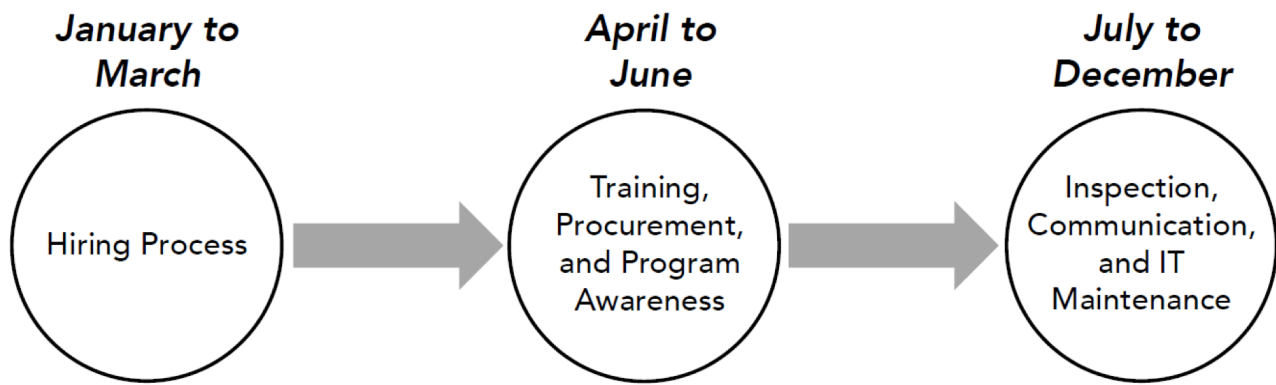 January to
March
April to
June
July to
December
Hiring Process
Training,
Procurement,
and Program
Awareness
Inspection,
Communication,
and IT
Maintenance